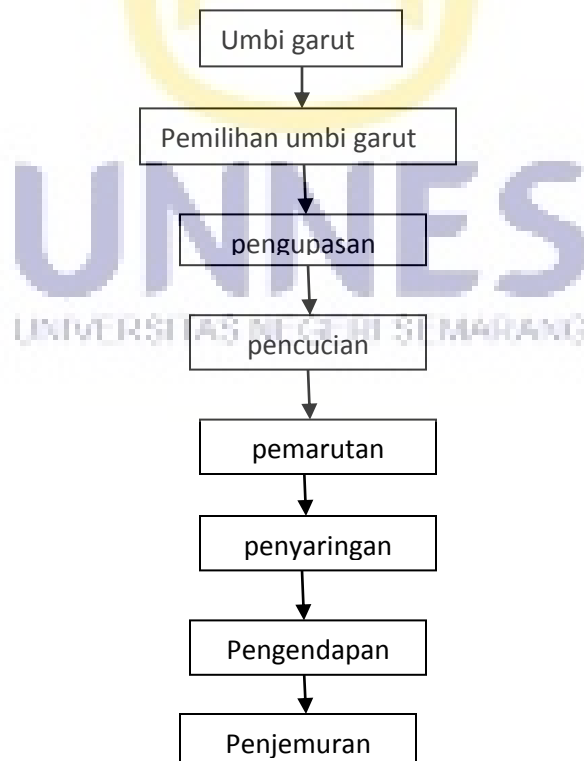 Umbi garut
Pemilihan umbi garut
UNNES
pengupasan
UNIVERSITAS NEGERI SEMARANG
pencucian
pemarutan
penyaringan
Pengendapan
Penjemuran